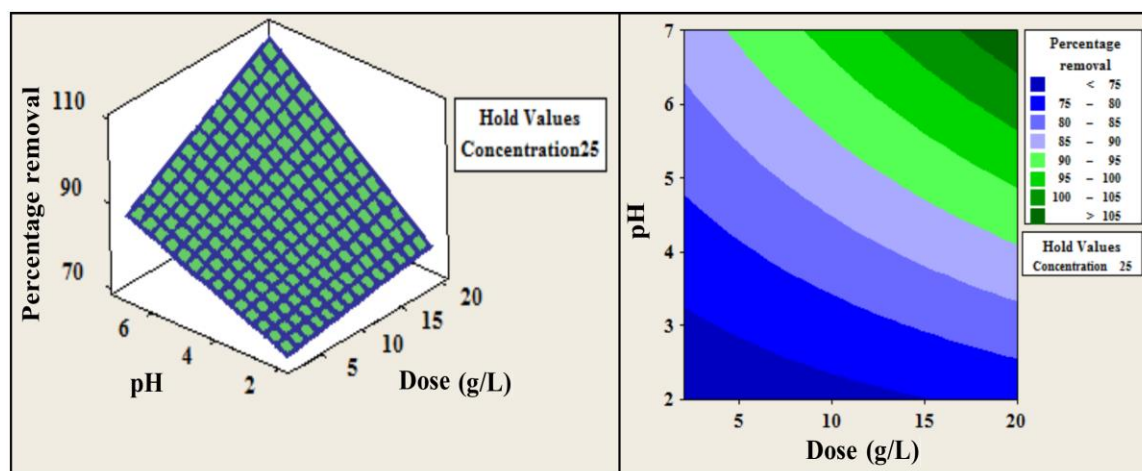 110
90
70
Percentage removal
6
4
2
pH
5
10
15
20
Dose (g/L)
Hold Values
Concentration25
7
6
5
4
3
2
pH
5
10
15
20
Dose (g/L)
Percentage
removal
< 75
75 – 80
80 – 85
85 – 90
90 – 95
95 – 100
100 – 105
> 105
Hold Values
Concentration 25